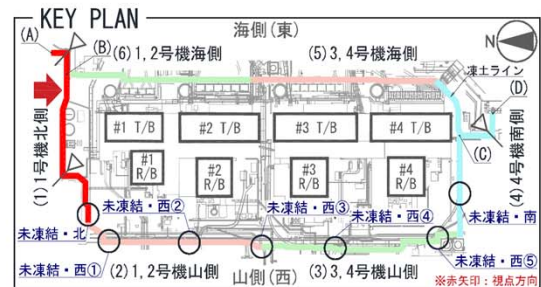 KEY PLAN
海側(東)
(A)
(B)
(6)1,2号機海側
(5)3,4号機海側
N
凍土ライン
(D)
#1 T/B
#2 T/B
#3 T/B
#4 T/B
(1)1号機北側
#1
R/B
#2
R/B
#3
R/B
#4
R/B
(C)
(4)4号機南側
未凍結・西②
未凍結・西③
未凍結・西④
未凍結・南
未凍結・北
未凍結・西①
(2)1,2号機山側
山側(西)
(3)3,4号機山側
未凍結・西⑤
※赤矢印：視点方向